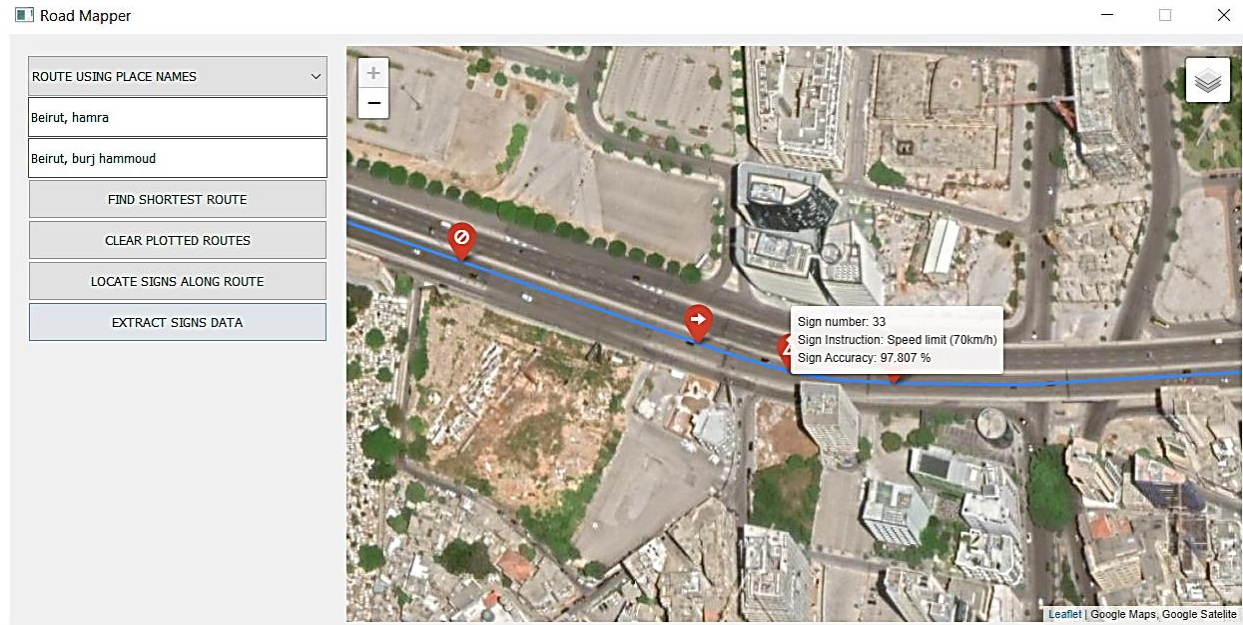 Road Mapper
ROUTE USING PLACE NAMES
Beirut, hamra
Beirut, burj hammoud
FIND SHORTEST ROUTE
CLEAR PLOTTED ROUTES
LOCATE SIGNS ALONG ROUTE
EXTRACT SIGNS DATA
Sign number: 33
Sign Instruction: Speed limit (70km/h)
Sign Accuracy: 97.807 %
Leaflet | Google Maps, Google Satelite